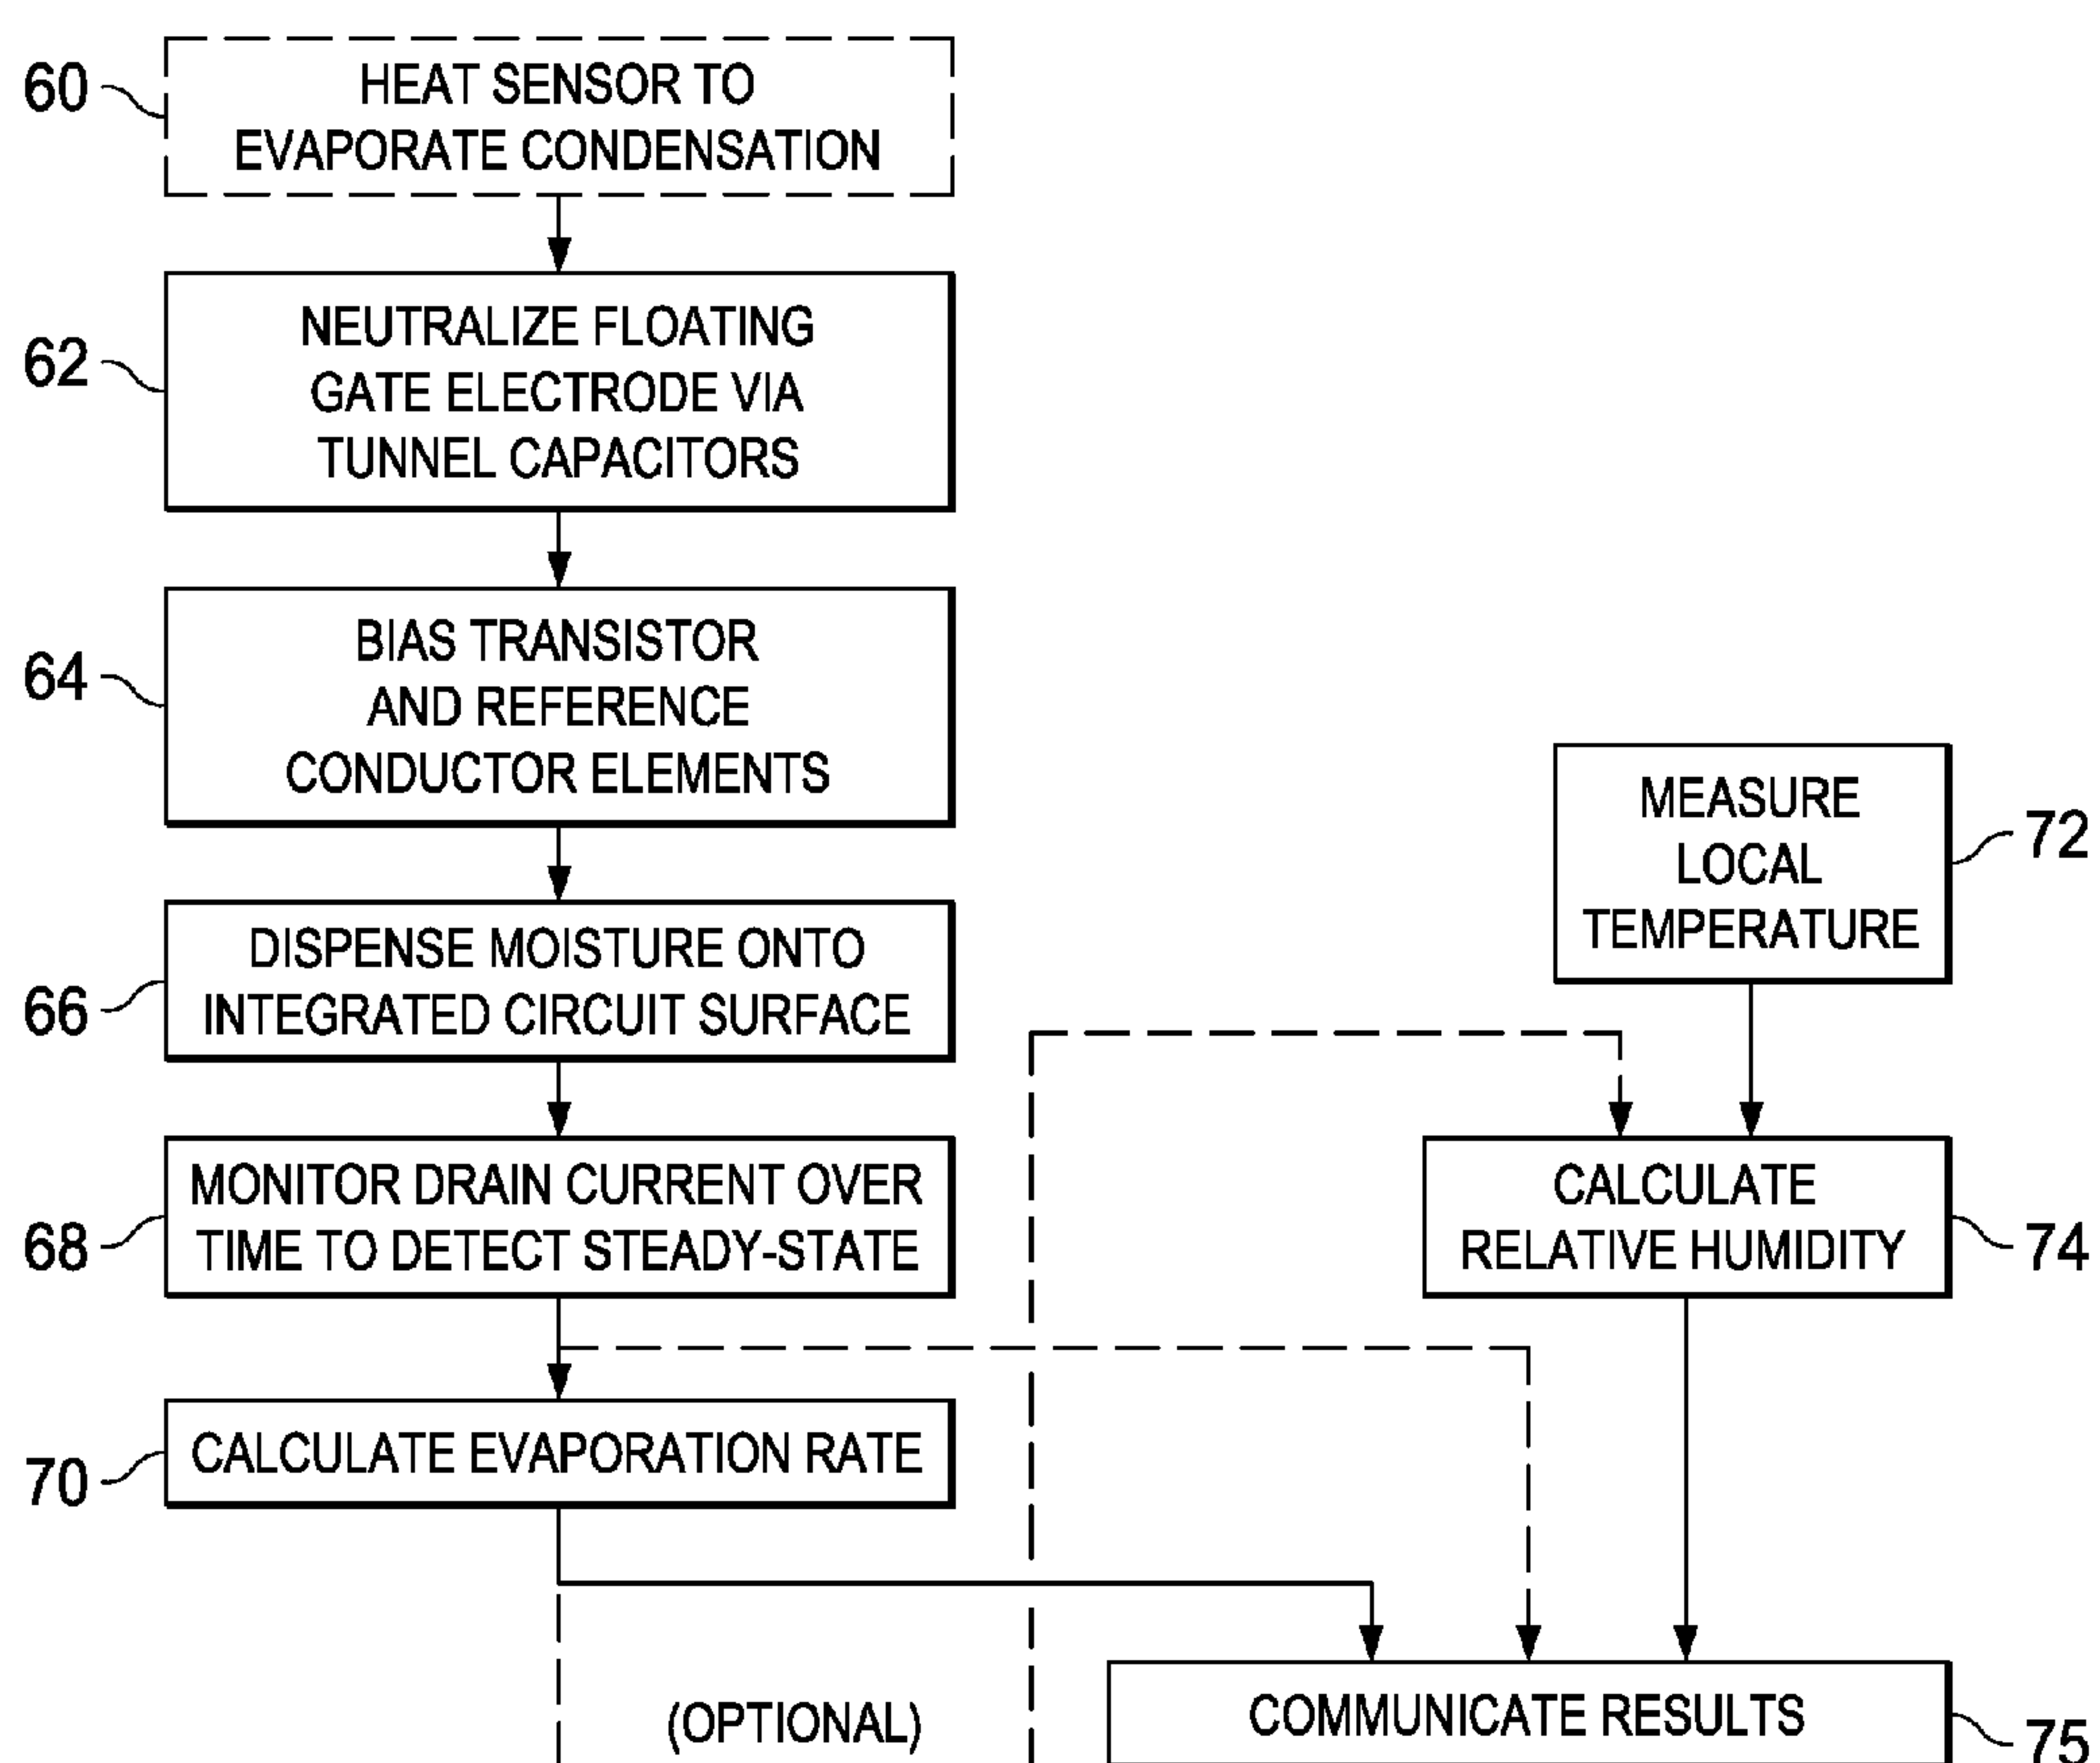 60
HEAT SENSOR TO
EVAPORATE CONDENSATION
62
NEUTRALIZE FLOATING
GATE ELECTRODE VIA
TUNNEL CAPACITORS
64
BIAS TRANSISTOR
AND REFERENCE
CONDUCTOR ELEMENTS
66
DISPENSE MOISTURE ONTO
INTEGRATED CIRCUIT SURFACE
68
MONITOR DRAIN CURRENT OVER
TIME TO DETECT STEADY-STATE
70
CALCULATE EVAPORATION RATE
(OPTIONAL)
MEASURE
LOCAL
TEMPERATURE
72
CALCULATE
RELATIVE HUMIDITY
74
COMMUNICATE RESULTS
75